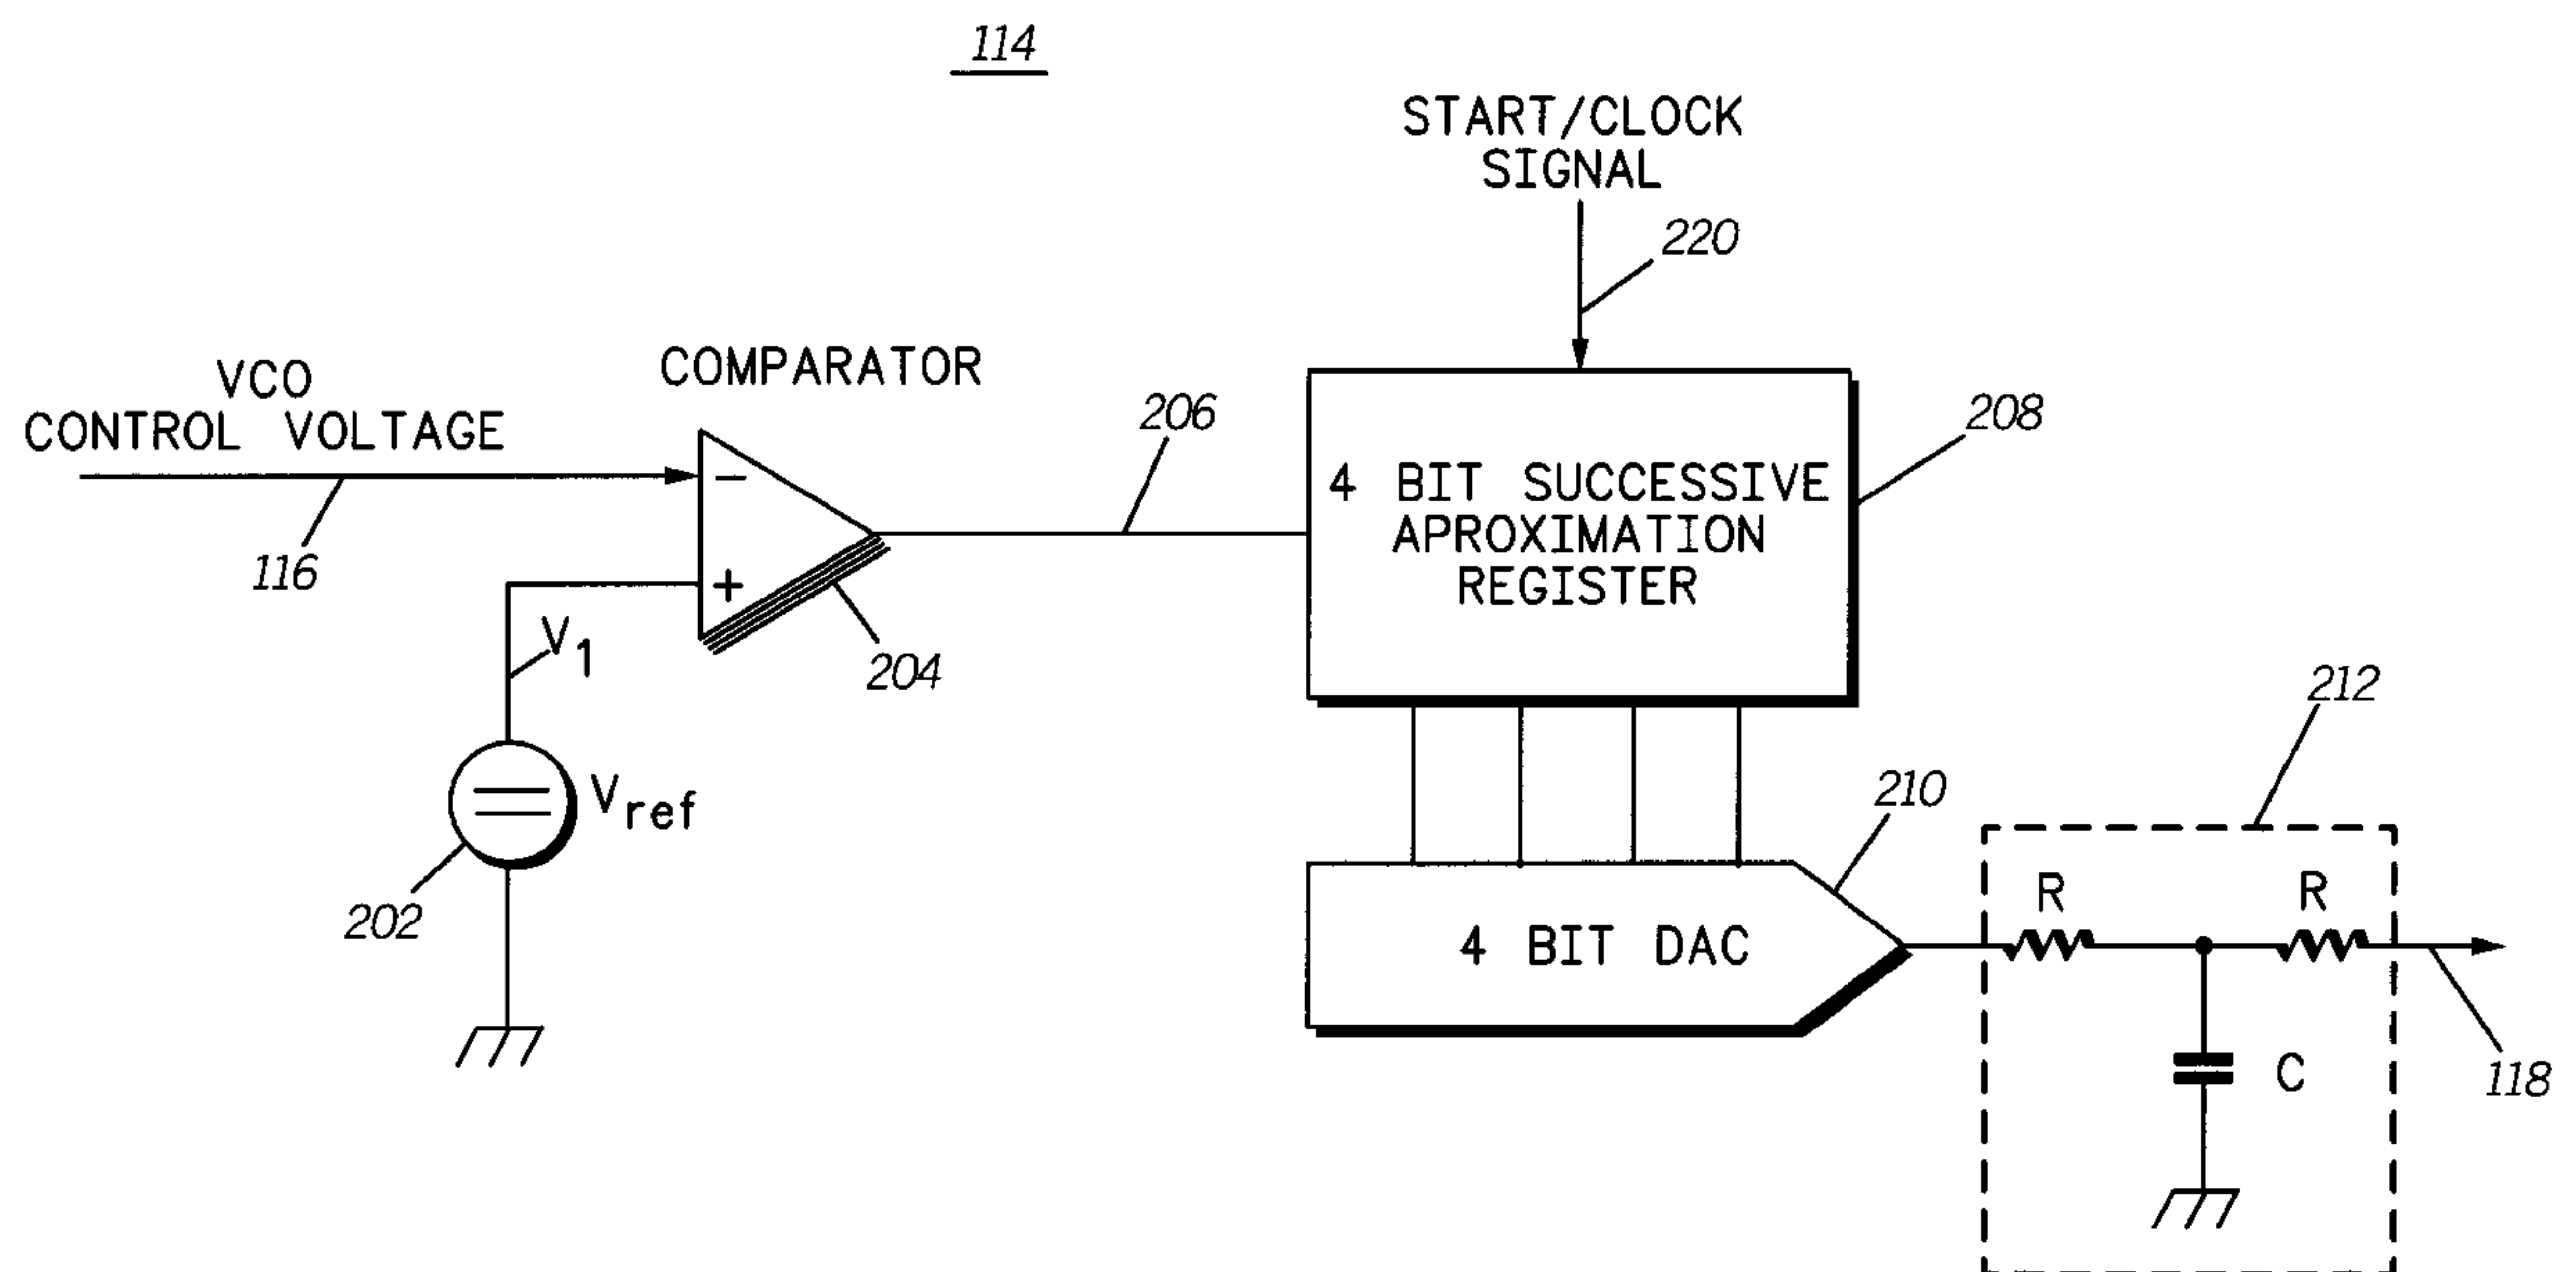 114
START/CLOCK
SIGNAL
220
VCO
CONTROL VOLTAGE
COMPARATOR
206
208
−
+
116
4 BIT SUCCESSIVE
APROXIMATION
REGISTER
V1
204
212
Vref
210
202
R
R
4 BIT DAC
C
118